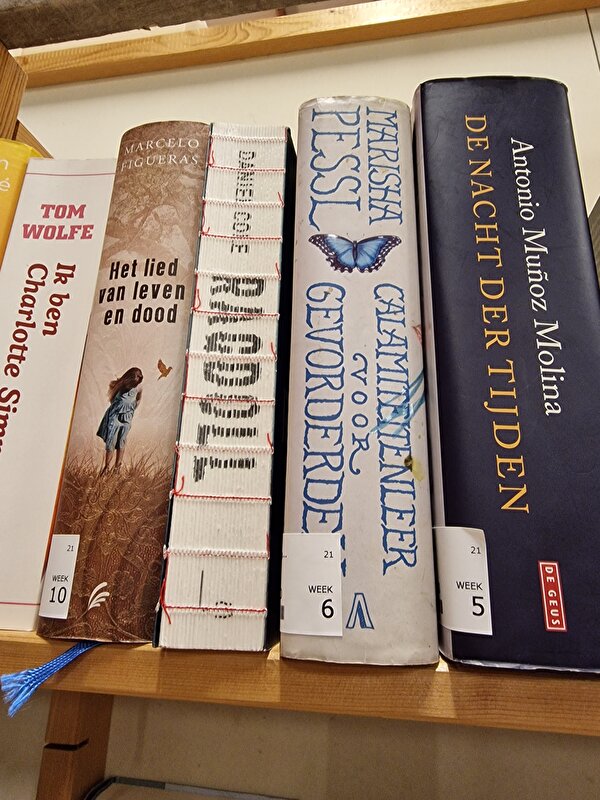 TOM
WOLFE
Ik ben
Charlotte
MARCELO
FIGUERAS
Het lied
van leven
en dood
21
WEEK
10
DANIEL COLE
RAGDOLL
MARISHA
PESSL
CALAMITEITENLEER
VOOR
GEVORDERDEN
21
WEEK
6
Antonio Muñoz Molina
DE NACHT DER TIJDEN
21
WEEK
5
DE GEUS